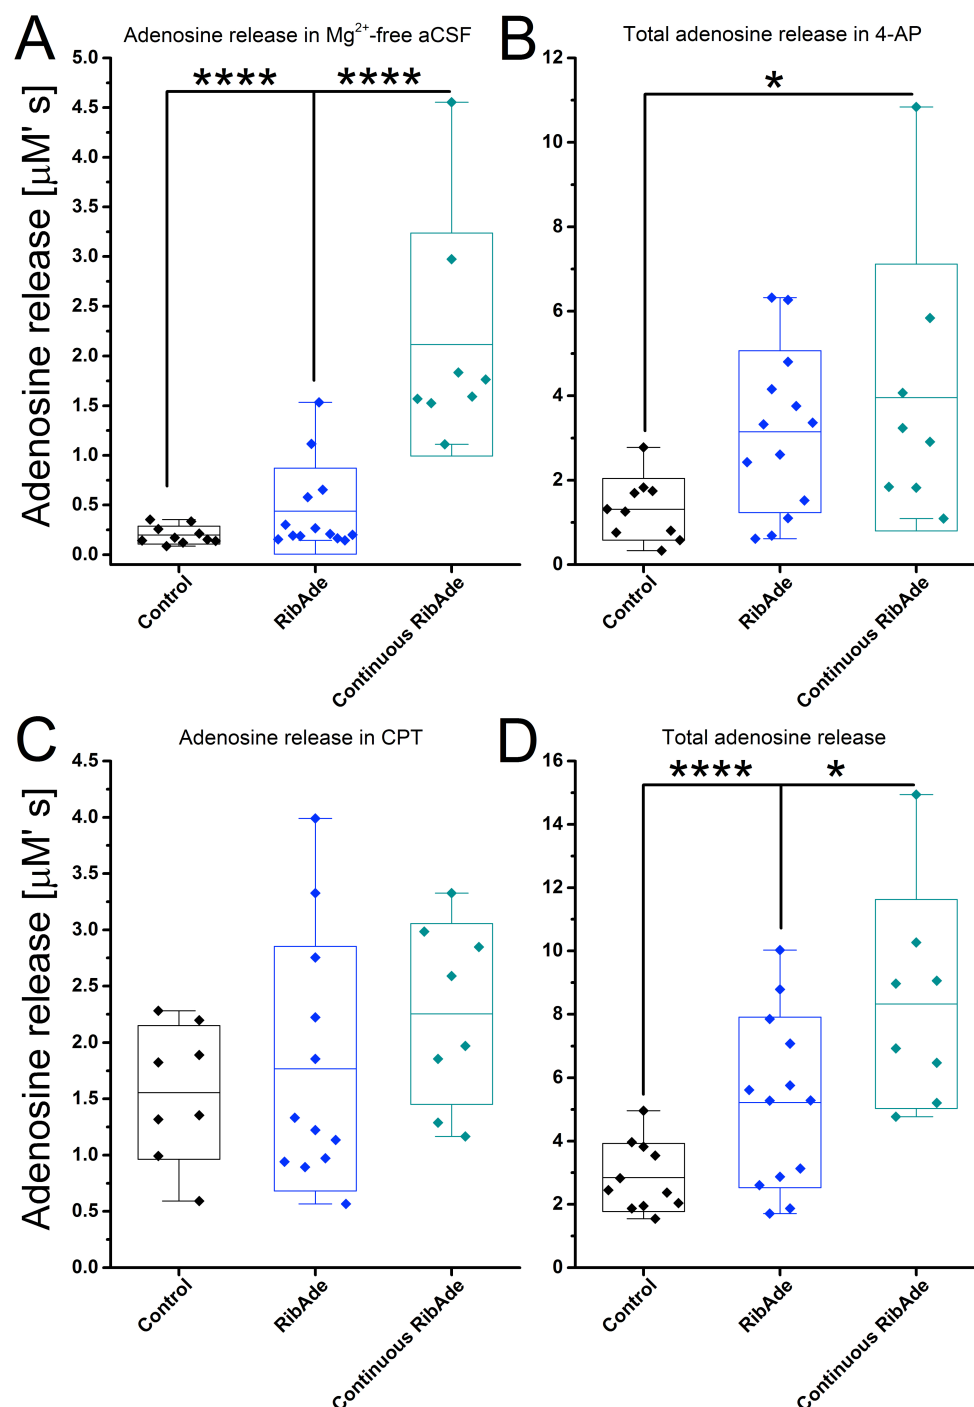 A
Adenosine release in Mg²⁺-free aCSF
Adenosine release [µM' s]
5.0
4.5
4.0
3.5
3.0
2.5
2.0
1.5
1.0
0.5
0.0
**** ****
Control
RibAde
Continuous RibAde
B
Total adenosine release in 4-AP
12
10
8
6
4
2
0
*
Control
RibAde
Continuous RibAde
C
Adenosine release in CPT
Adenosine release [µM' s]
4.5
4.0
3.5
3.0
2.5
2.0
1.5
1.0
0.5
0.0
Control
RibAde
Continuous RibAde
D
Total adenosine release
16
14
12
10
8
6
4
2
0
**** *
Control
RibAde
Continuous RibAde